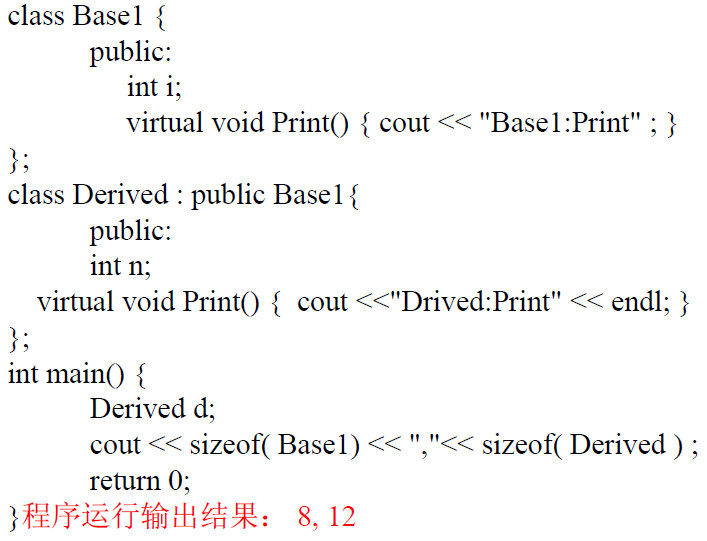 class Base1 {
public:
int i;
virtual void Print() { cout << "Base1:Print" ; }
};
class Derived : public Base1{
public:
int n;
virtual void Print() {  cout <<"Drived:Print" << endl; }
};
int main() {
Derived d;
cout << sizeof( Base1) << ","<< sizeof( Derived ) ;
return 0;
}程序运行输出结果： 8, 12